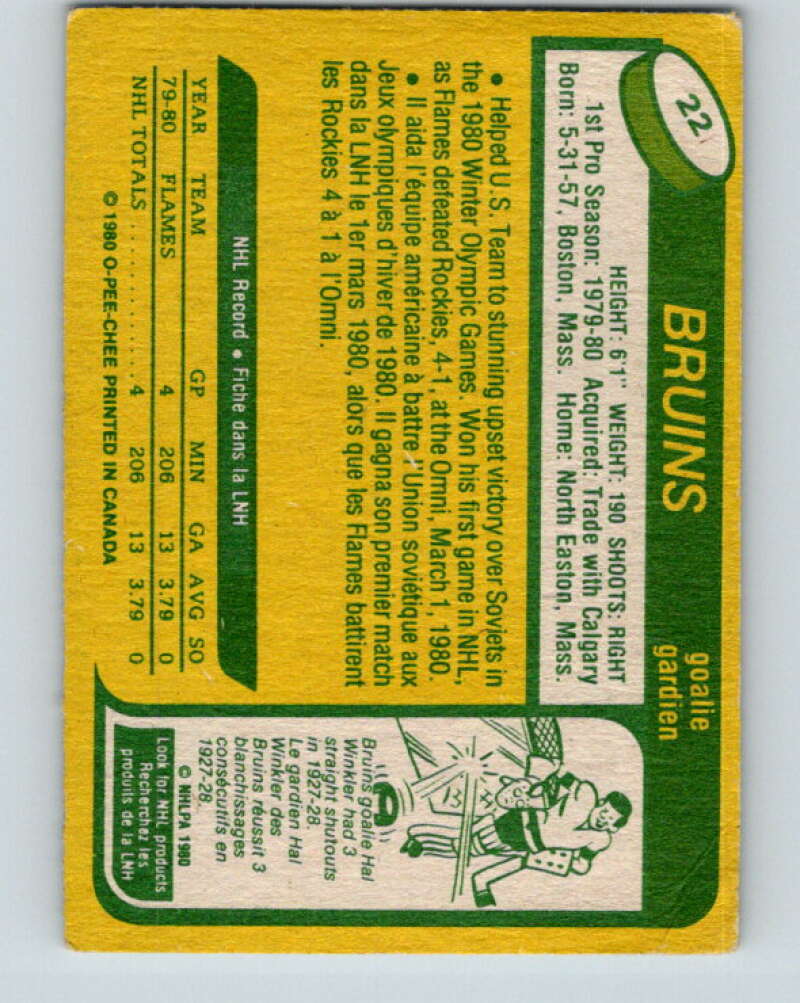 22
BRUINS
goalie
gardien
HEIGHT: 6'1" WEIGHT: 190 SHOOTS: RIGHT
1st Pro Season: 1979-80 Acquired: Trade with Calgary
Born: 5-31-57, Boston, Mass. Home: North Easton, Mass.
• Helped U.S. Team to stunning upset victory over Soviets in
the 1980 Winter Olympic Games. Won his first game in NHL,
as Flames defeated Rockies, 4-1, at the Omni, March 1, 1980.
• Il aida l'équipe américaine à battre l'Union soviétique aux
Jeux olympiques d'hiver de 1980. Il gagna son premier match
dans la LNH le 1er mars 1980, alors que les Flames battirent
les Rockies 4 à 1 à l'Omni.
NHL Record • Fiche dans la LNH
YEAR TEAM GP MIN GA AVG SO
79-80 FLAMES 4 206 13 3.79 0
NHL TOTALS . . . . . . . . . . . 4 206 13 3.79 0
© 1980 O-PEE-CHEE PRINTED IN CANADA
Bruins goalie Hal
Winkler had 3
straight shutouts
in 1927-28.
Le gardien Hal
Winkler des
Bruins réussit 3
blanchissages
consécutifs en
1927-28.
© NHLPA 1980
Look for NHL products
Recherchez les
produits de la LNH